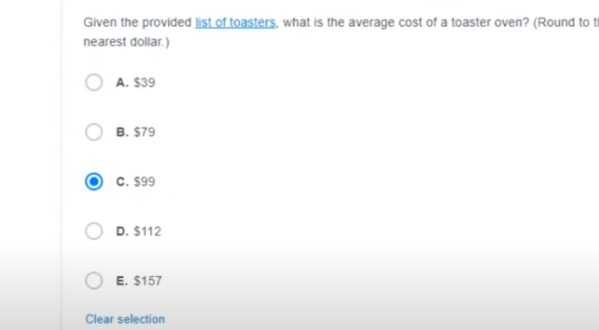 Given the provided list of toasters, what is the average cost of a toaster oven? (Round to
nearest dollar.)
A. $39
B. $79
C. $99
D. $112
E. $157
Clear selection